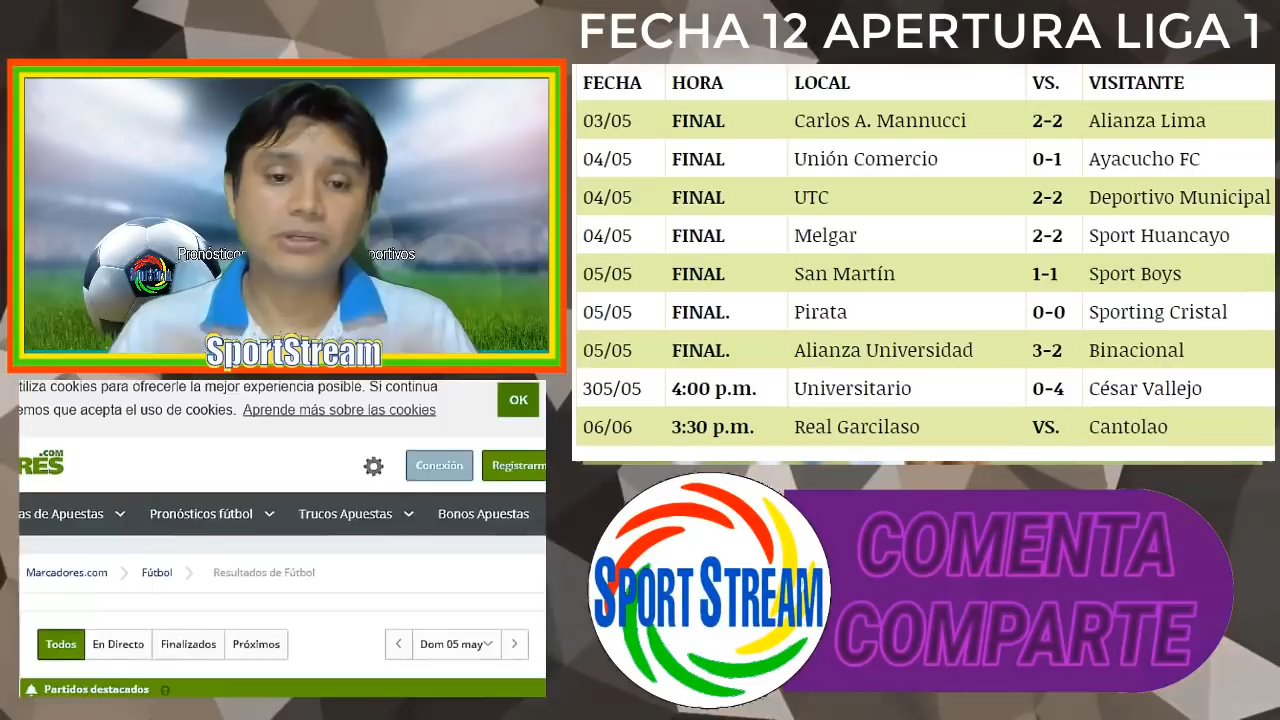 FECHA 12 APERTURA LIGA 1
FECHA HORA LOCAL VS. VISITANTE
03/05 FINAL Carlos A. Mannucci 2-2 Alianza Lima
04/05 FINAL Unión Comercio 0-1 Ayacucho FC
04/05 FINAL UTC 2-2 Deportivo Municipal
04/05 FINAL Melgar 2-2 Sport Huancayo
05/05 FINAL San Martín 1-1 Sport Boys
05/05 FINAL. Pirata 0-0 Sporting Cristal
05/05 FINAL. Alianza Universidad 3-2 Binacional
305/05 4:00 p.m. Universitario 0-4 César Vallejo
06/06 3:30 p.m. Real Garcilaso VS. Cantolao
Pronósticos portivos
SportStream
tiliza cookies para ofrecerle la mejor experiencia posible. Si continua
emos que acepta el uso de cookies. Aprende más sobre las cookies
OK
RES .COM
Conexión
Registrarm
as de Apuestas
Pronósticos fútbol
Trucos Apuestas
Bonos Apuestas
Marcadores.com
Fútbol
Resultados de Fútbol
Todos
En Directo
Finalizados
Próximos
Dom 05 may
Partidos destacados
SPORT STREAM
COMENTA
COMPARTE